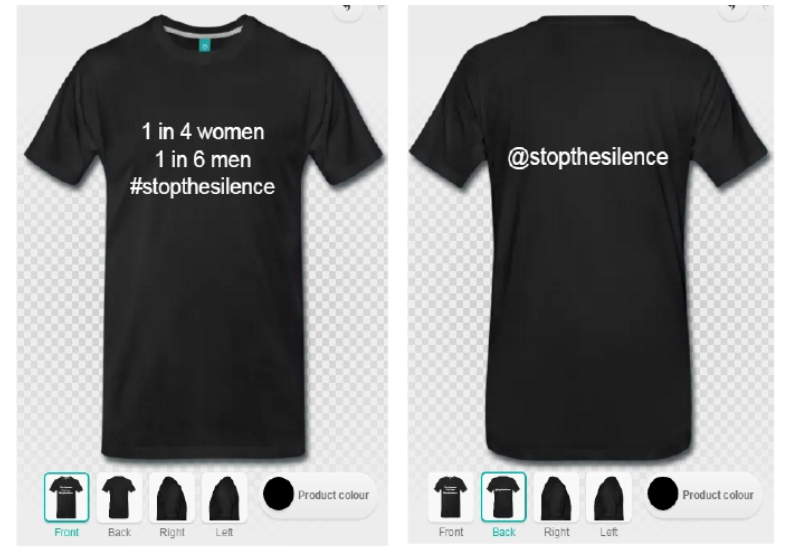 1 in 4 women
1 in 6 men
#stopthesilence
Front
Back
Right
Left
Product colour
@stopthesilence
Front
Back
Right
Left
Product colour